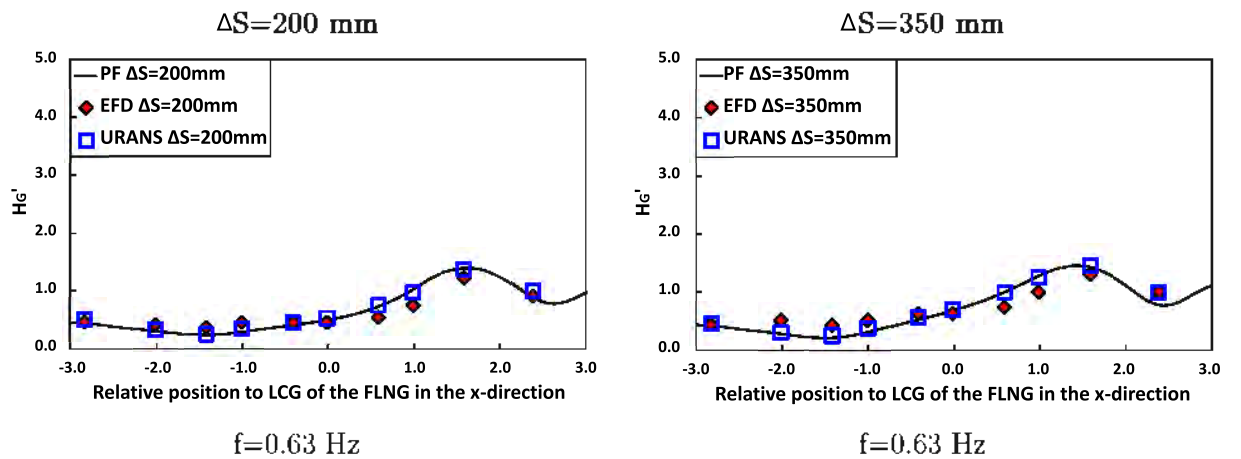 ΔS=200 mm
5.0
4.0
3.0
2.0
1.0
0.0
PF ΔS=200mm
EFD ΔS=200mm
URANS ΔS=200mm
HG'
-3.0 -2.0 -1.0 0.0 1.0 2.0 3.0
Relative position to LCG of the FLNG in the x-direction
f=0.63 Hz
ΔS=350 mm
5.0
4.0
3.0
2.0
1.0
0.0
PF ΔS=350mm
EFD ΔS=350mm
URANS ΔS=350mm
HG'
-3.0 -2.0 -1.0 0.0 1.0 2.0 3.0
Relative position to LCG of the FLNG in the x-direction
f=0.63 Hz